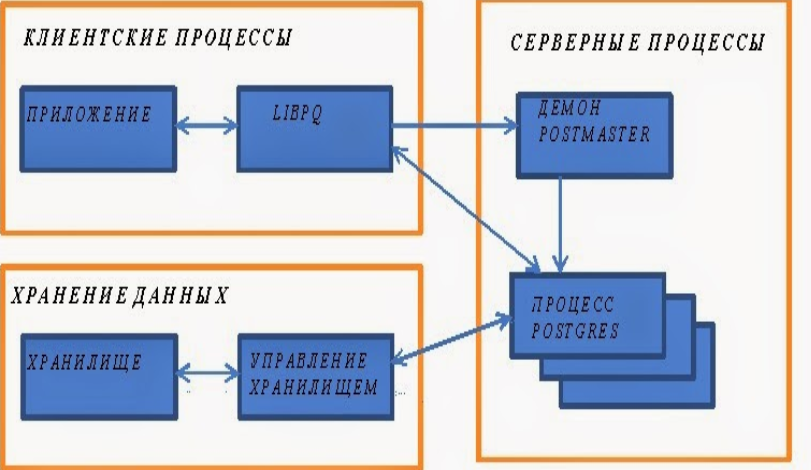 КЛИЕНТСКИЕ ПРОЦЕССЫ
ПРИЛОЖЕНИЕ
LIBPQ
СЕРВЕРНЫЕ ПРОЦЕССЫ
ДЕМОН
POSTMASTER
ПРОЦЕСС
POSTGRES
ХРАНЕНИЕ ДАННЫХ
ХРАНИЛИЩЕ
УПРАВЛЕНИЕ
ХРАНИЛИЩЕМ